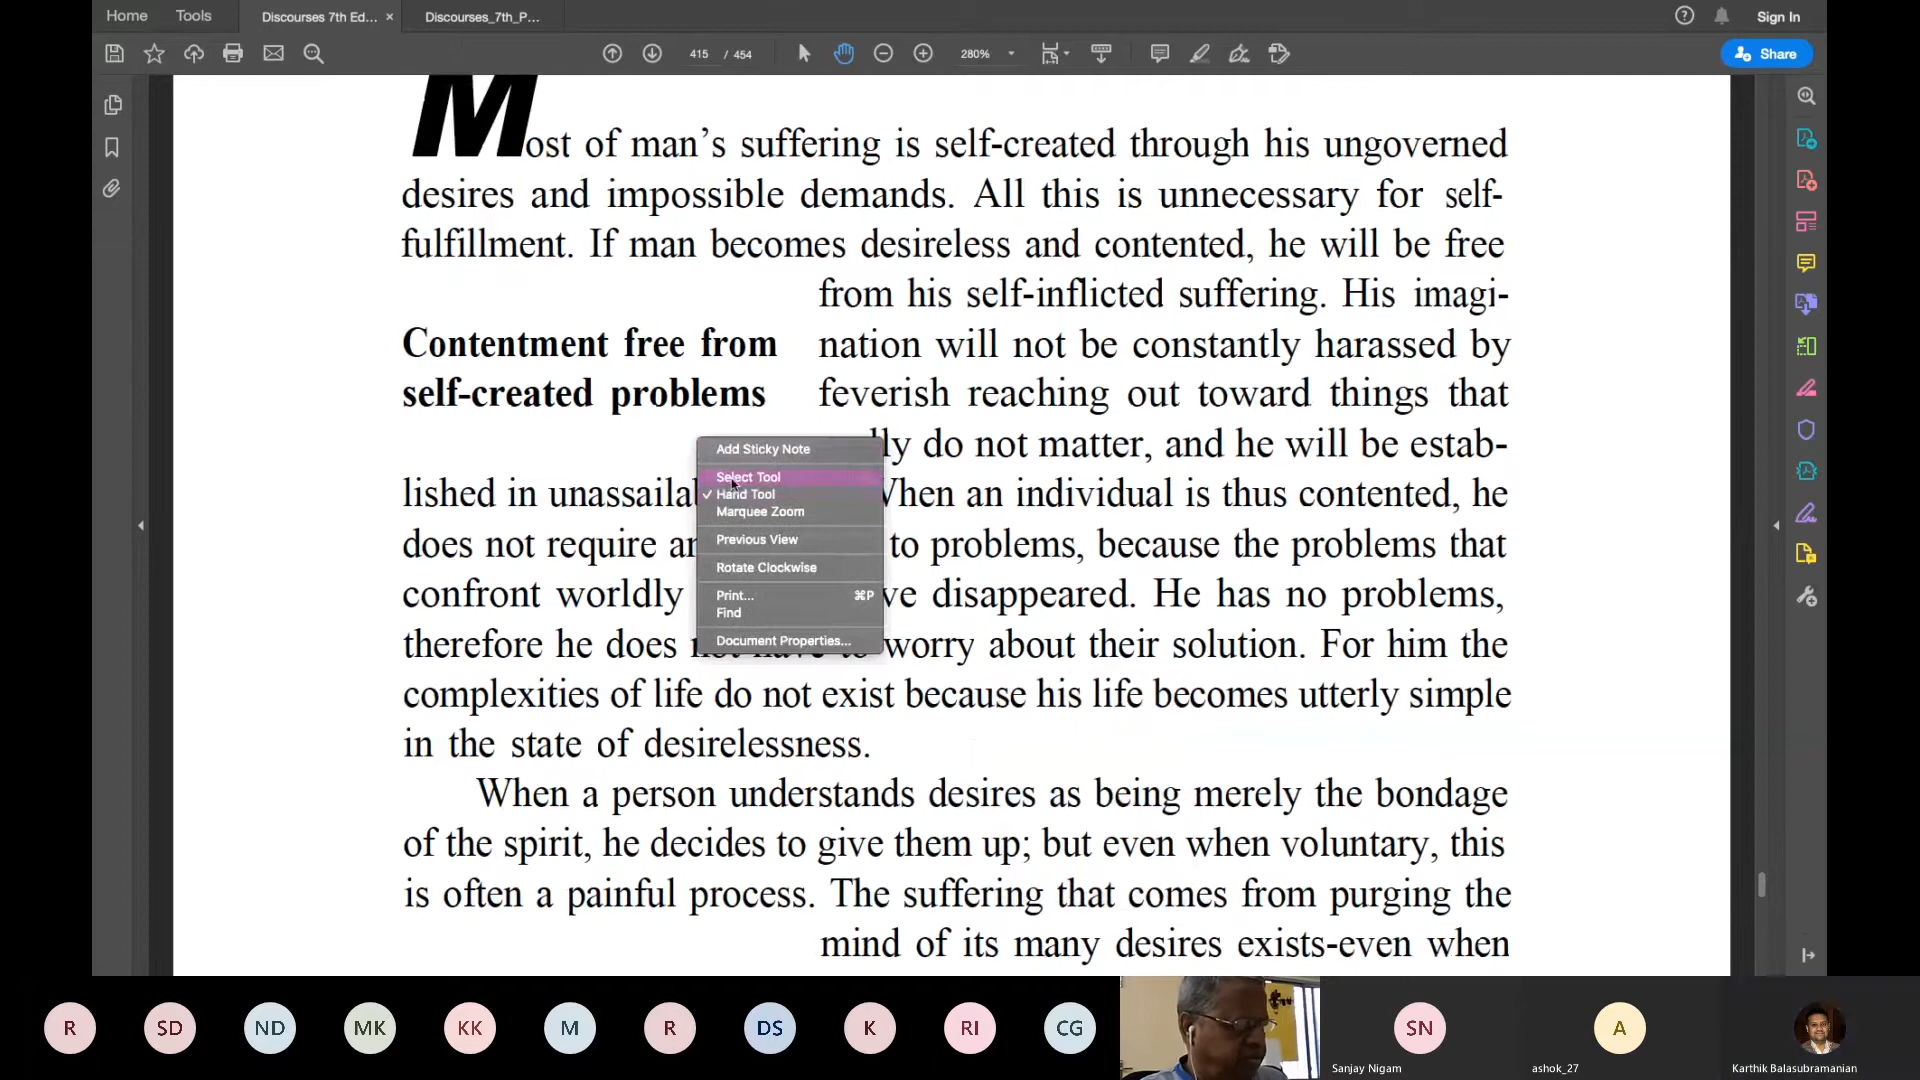 Home Tools Discourses 7th Ed... × Discourses_7th_P... Sign In
415 / 454 280% Share
Most of man's suffering is self-created through his ungoverned
desires and impossible demands. All this is unnecessary for self-
fulfillment. If man becomes desireless and contented, he will be free
from his self-inflicted suffering. His imagi-
Contentment free from
self-created problems
nation will not be constantly harassed by
feverish reaching out toward things that
lly do not matter, and he will be estab-
lished in unassaila When an individual is thus contented, he
does not require an to problems, because the problems that
confront worldly ve disappeared. He has no problems,
therefore he does not have to worry about their solution. For him the
complexities of life do not exist because his life becomes utterly simple
in the state of desirelessness.
When a person understands desires as being merely the bondage
of the spirit, he decides to give them up; but even when voluntary, this
is often a painful process. The suffering that comes from purging the
mind of its many desires exists-even when
Add Sticky Note
Select Tool
✓ Hand Tool
Marquee Zoom
Previous View
Rotate Clockwise
Print... ⌘P
Find
Document Properties...
R SD ND MK KK M R DS K RI CG SN A
Sanjay Nigam ashok_27 Karthik Balasubramanian